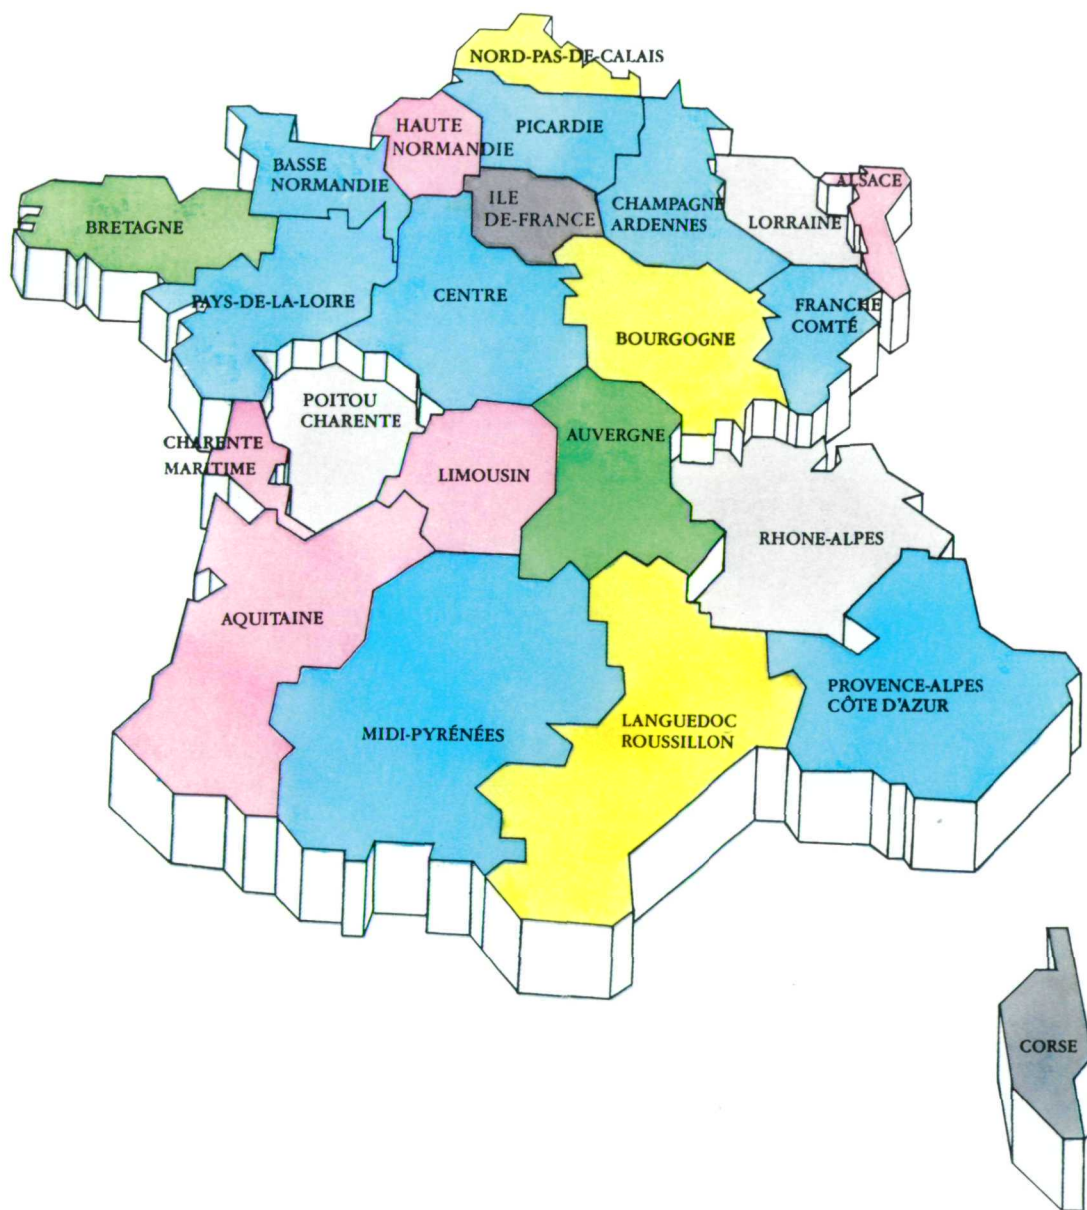 NORD-PAS-DE-CALAIS
HAUTE
NORMANDIE
PICARDIE
BASSE
NORMANDIE
ILE
DE-FRANCE
CHAMPAGNE
ARDENNES
LORRAINE
ALSACE
BRETAGNE
PAYS-DE-LA-LOIRE
CENTRE
BOURGOGNE
FRANCHE
COMTÉ
POITOU
CHARENTE
CHARENTE
MARITIME
LIMOUSIN
AUVERGNE
RHONE-ALPES
AQUITAINE
MIDI-PYRÉNÉES
LANGUEDOC
ROUSSILLON
PROVENCE-ALPES
CÔTE D'AZUR
CORSE